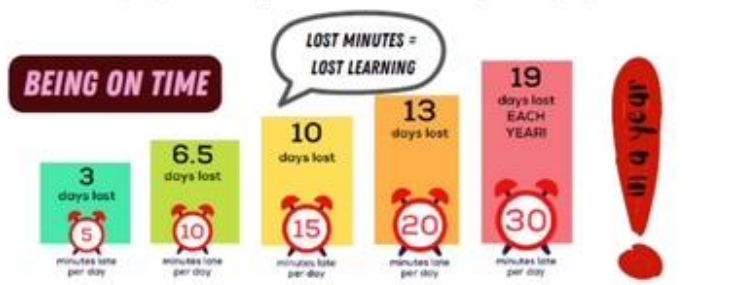 LOST MINUTES =
LOST LEARNING
BEING ON TIME
3
days lost
5
minutes late
per day
6.5
days lost
10
minutes late
per day
10
days lost
15
minutes late
per day
13
days lost
20
minutes late
per day
19
days lost
EACH
YEAR!
30
minutes late
per day
in a year